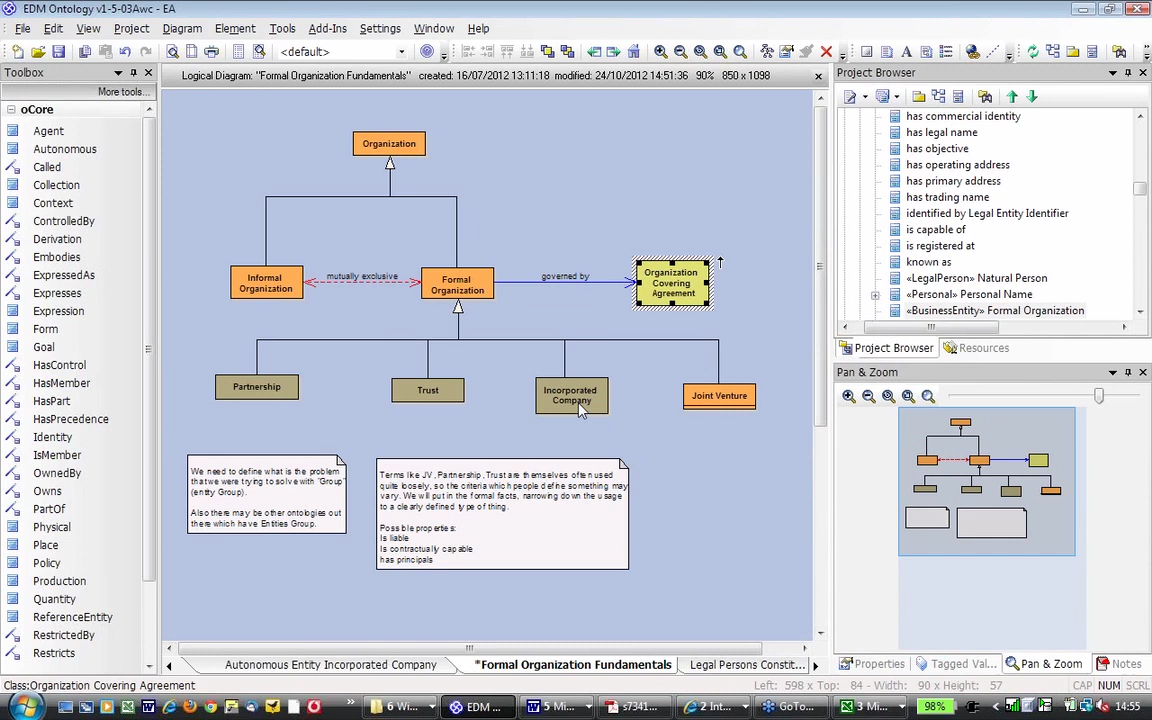 EDM Ontology v1-5-03Awc - EA
File Edit View Project Diagram Element Tools Add-Ins Settings Window Help
<default>
Toolbox
More tools...
oCore
Agent
Autonomous
Called
Collection
Context
ControlledBy
Derivation
Embodies
ExpressedAs
Expresses
Expression
Form
Goal
HasControl
HasMember
HasPart
HasPrecedence
Identity
IsMember
OwnedBy
Owns
PartOf
Physical
Place
Policy
Production
Quantity
ReferenceEntity
RestrictedBy
Restricts
Logical Diagram: "Formal Organization Fundamentals" created: 16/07/2012 13:11:18 modified: 24/10/2012 14:51:36 90% 850 x 1098
Organization
Informal
Organization
mutually exclusive
Formal
Organization
governed by
Organization
Covering
Agreement
Partnership
Trust
Incorporated
Company
Joint Venture
We need to define what is the problem
that we were trying to solve with "Group"
(entity Group).
Also there may be other ontologies out
there which have Entities Group.
Terms like JV, Partnership, Trust are themselves often used
quite loosely, so the criteria which people define something may
vary. We will put in the formal facts, narrowing down the usage
to a clearly defined type of thing.
Possible properties:
Is liable
Is contractually capable
has principals
Autonomous Entity Incorporated Company
*Formal Organization Fundamentals
Legal Persons Constit...
Project Browser
has commercial identity
has legal name
has objective
has operating address
has primary address
has trading name
identified by Legal Entity Identifier
is capable of
is registered at
known as
«LegalPerson» Natural Person
«Personal» Personal Name
«BusinessEntity» Formal Organization
Project Browser
Resources
Pan & Zoom
Properties
Tagged Val...
Pan & Zoom
Notes
Class:Organization Covering Agreement
Left: 598 x Top: 84 - Width: 90 x Height: 57
CAP NUM SCRL
6 Wi...
EDM ...
5 Mi...
s7341...
2 Int...
GoTo...
3 Mi...
98%
14:55